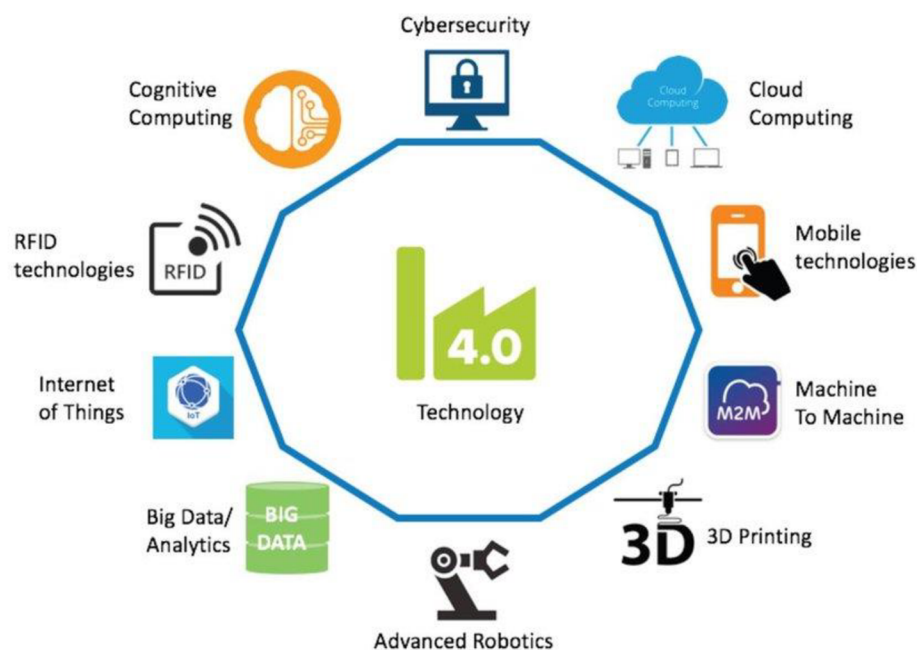 Cybersecurity
Cognitive
Computing
Cloud
Computing
Cloud
Computing
RFID
technologies
RFID
Mobile
technologies
4.0
Technology
Internet
of Things
IoT
M2M
Machine
To Machine
Big Data/
Analytics
BIG
DATA
3D
3D Printing
Advanced Robotics